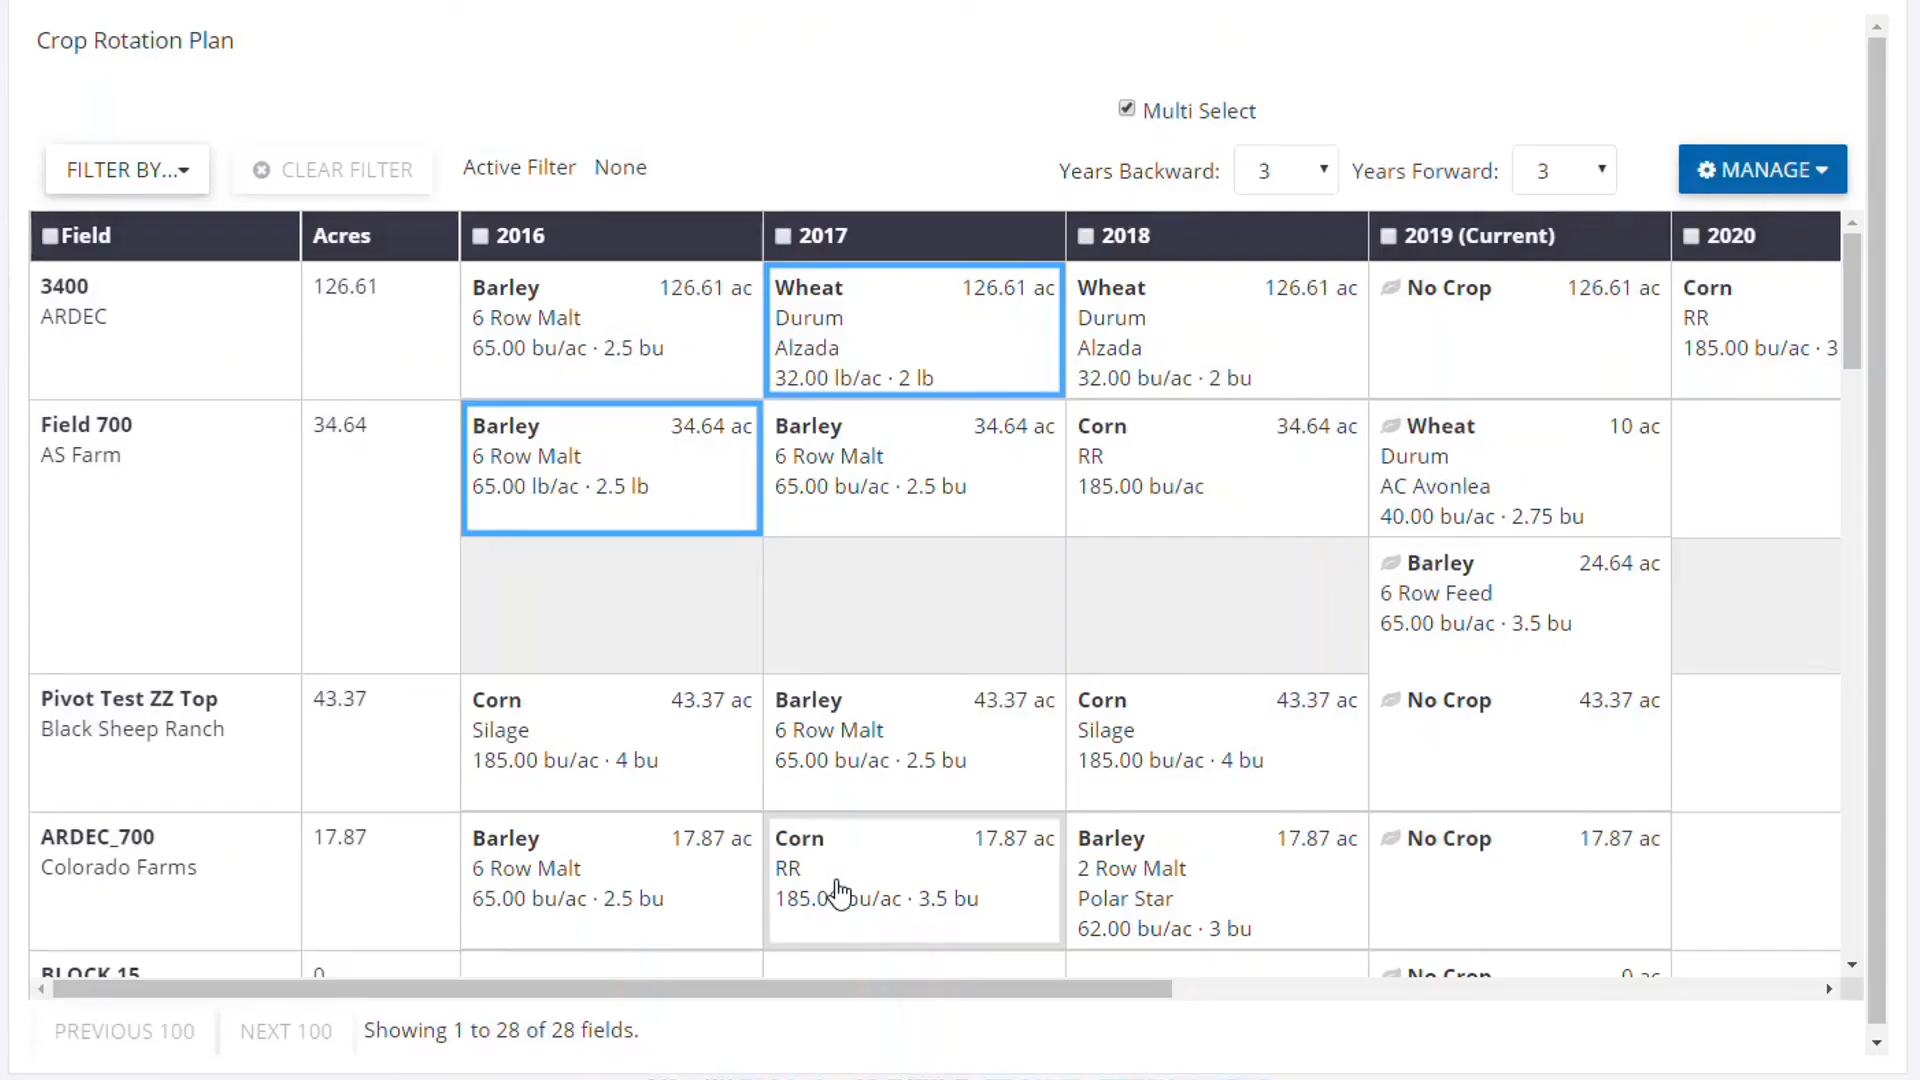 Crop Rotation Plan
Multi Select
FILTER BY... CLEAR FILTER Active Filter None Years Backward: 3 Years Forward: 3 MANAGE
Field Acres 2016 2017 2018 2019 (Current) 2020
3400 126.61 Barley 126.61 ac Wheat 126.61 ac Wheat 126.61 ac No Crop 126.61 ac Corn
ARDEC 6 Row Malt Durum Durum RR
65.00 bu/ac · 2.5 bu Alzada Alzada 185.00 bu/ac · 3
32.00 lb/ac · 2 lb 32.00 bu/ac · 2 bu
Field 700 34.64 Barley 34.64 ac Barley 34.64 ac Corn 34.64 ac Wheat 10 ac
AS Farm 6 Row Malt 6 Row Malt RR Durum
65.00 lb/ac · 2.5 lb 65.00 bu/ac · 2.5 bu 185.00 bu/ac AC Avonlea
40.00 bu/ac · 2.75 bu
Barley 24.64 ac
6 Row Feed
65.00 bu/ac · 3.5 bu
Pivot Test ZZ Top 43.37 Corn 43.37 ac Barley 43.37 ac Corn 43.37 ac No Crop 43.37 ac
Black Sheep Ranch Silage 6 Row Malt Silage
185.00 bu/ac · 4 bu 65.00 bu/ac · 2.5 bu 185.00 bu/ac · 4 bu
ARDEC_700 17.87 Barley 17.87 ac Corn 17.87 ac Barley 17.87 ac No Crop 17.87 ac
Colorado Farms 6 Row Malt RR 2 Row Malt
65.00 bu/ac · 2.5 bu 185.0 bu/ac · 3.5 bu Polar Star
62.00 bu/ac · 3 bu
BLOCK 15 0 No Crop 0 ac
PREVIOUS 100 NEXT 100 Showing 1 to 28 of 28 fields.